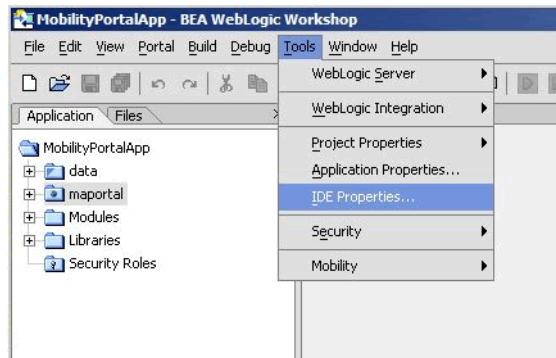 MobilityPortalApp - BEA WebLogic Workshop
File Edit View Portal Build Debug Tools Window Help
WebLogic Server
WebLogic Integration
Project Properties
Application Properties...
IDE Properties...
Security
Mobility
Application Files
MobilityPortalApp
data
maportal
Modules
Libraries
Security Roles